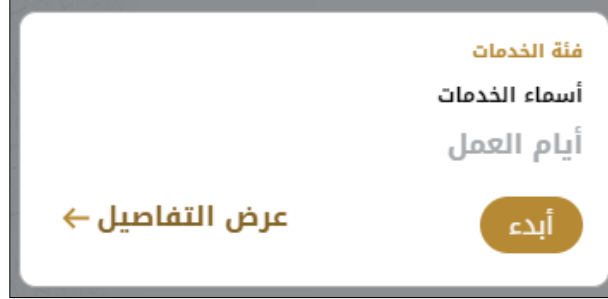 فئة الخدمات
أسماء الخدمات
أيام العمل
أبدء
عرض التفاصيل ←